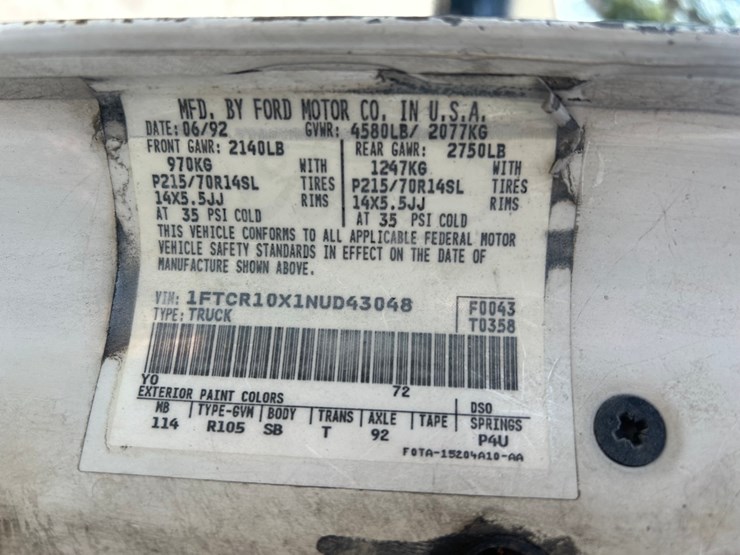 MFD. BY FORD MOTOR CO. IN U.S.A.
DATE: 06/92 GVWR: 4580LB/ 2077KG
FRONT GAWR: 2140LB REAR GAWR: 2750LB
970KG WITH 1247KG WITH
P215/70R14SL TIRES P215/70R14SL TIRES
14X5.5JJ RIMS 14X5.5JJ RIMS
AT 35 PSI COLD AT 35 PSI COLD
THIS VEHICLE CONFORMS TO ALL APPLICABLE FEDERAL MOTOR
VEHICLE SAFETY STANDARDS IN EFFECT ON THE DATE OF
MANUFACTURE SHOWN ABOVE.
VIN: 1FTCR10X1NUD43048 F0043
TYPE: TRUCK T0358
YO 72
EXTERIOR PAINT COLORS DSO
WB TYPE-GVM BODY TRANS AXLE TAPE SPRINGS
114 R105 SB T 92 P4U
F0TA-15204A10-AA